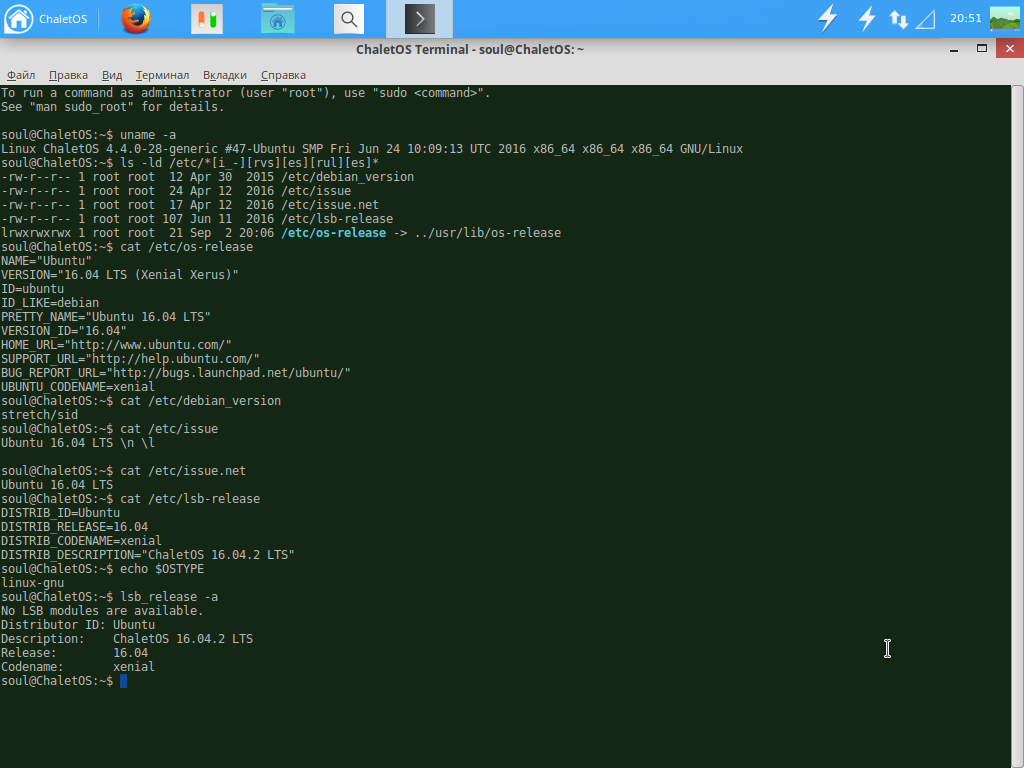 ChaletOS
20:51
ChaletOS Terminal - soul@ChaletOS: ~
Файл Правка Вид Терминал Вкладки Справка
To run a command as administrator (user "root"), use "sudo <command>".
See "man sudo_root" for details.
soul@ChaletOS:~$ uname -a
Linux ChaletOS 4.4.0-28-generic #47-Ubuntu SMP Fri Jun 24 10:09:13 UTC 2016 x86_64 x86_64 x86_64 GNU/Linux
soul@ChaletOS:~$ ls -ld /etc/*[i_-][rvs][es][rul][es]*
-rw-r--r-- 1 root root  12 Apr 30  2015 /etc/debian_version
-rw-r--r-- 1 root root  24 Apr 12  2016 /etc/issue
-rw-r--r-- 1 root root  17 Apr 12  2016 /etc/issue.net
-rw-r--r-- 1 root root 107 Jun 11  2016 /etc/lsb-release
lrwxrwxrwx 1 root root  21 Sep  2 20:06 /etc/os-release -> ../usr/lib/os-release
soul@ChaletOS:~$ cat /etc/os-release
NAME="Ubuntu"
VERSION="16.04 LTS (Xenial Xerus)"
ID=ubuntu
ID_LIKE=debian
PRETTY_NAME="Ubuntu 16.04 LTS"
VERSION_ID="16.04"
HOME_URL="http://www.ubuntu.com/"
SUPPORT_URL="http://help.ubuntu.com/"
BUG_REPORT_URL="http://bugs.launchpad.net/ubuntu/"
UBUNTU_CODENAME=xenial
soul@ChaletOS:~$ cat /etc/debian_version
stretch/sid
soul@ChaletOS:~$ cat /etc/issue
Ubuntu 16.04 LTS \n \l
soul@ChaletOS:~$ cat /etc/issue.net
Ubuntu 16.04 LTS
soul@ChaletOS:~$ cat /etc/lsb-release
DISTRIB_ID=Ubuntu
DISTRIB_RELEASE=16.04
DISTRIB_CODENAME=xenial
DISTRIB_DESCRIPTION="ChaletOS 16.04.2 LTS"
soul@ChaletOS:~$ echo $OSTYPE
linux-gnu
soul@ChaletOS:~$ lsb_release -a
No LSB modules are available.
Distributor ID: Ubuntu
Description:    ChaletOS 16.04.2 LTS
Release:        16.04
Codename:       xenial
soul@ChaletOS:~$